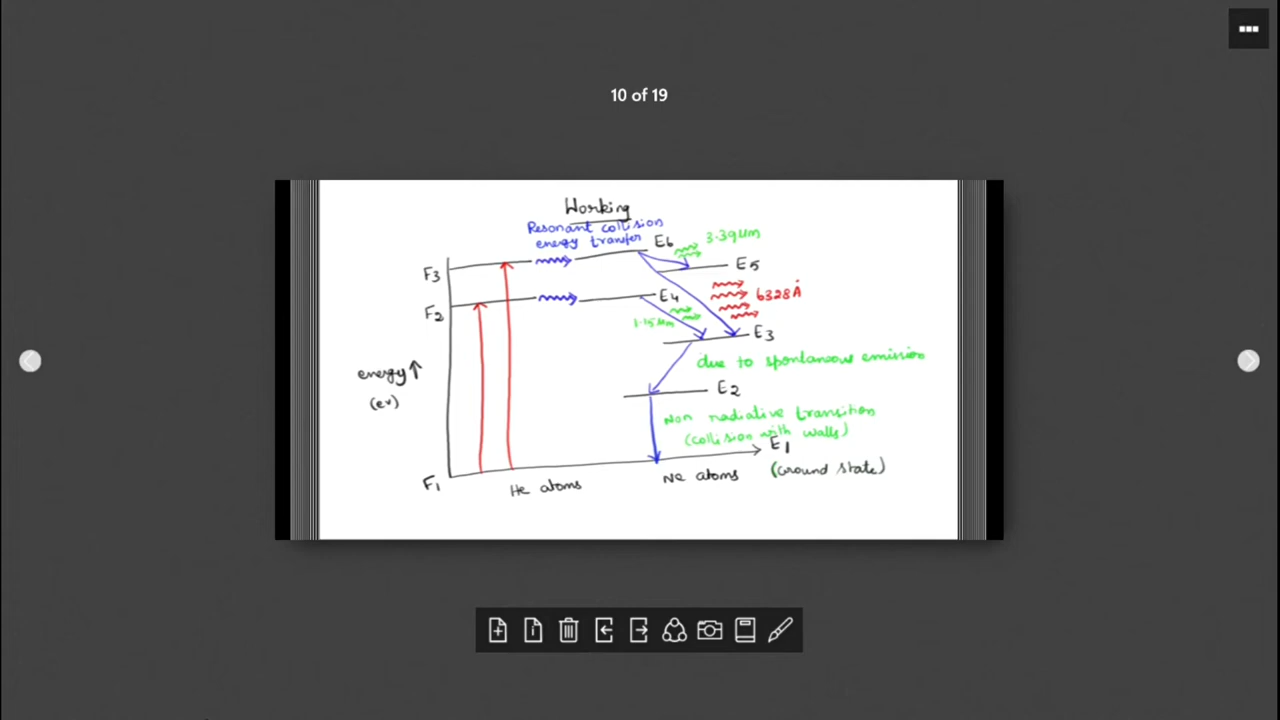 10 of 19
Working
Resonant collision
energy transfer
E6
3.39μm
F3
E5
F2
E4
6328Å
1.15μm
E3
due to spontaneous emission
energy↑
(ev)
E2
Non radiative transition
(collision with walls)
E1
F1
He atoms
Ne atoms
(Ground state)